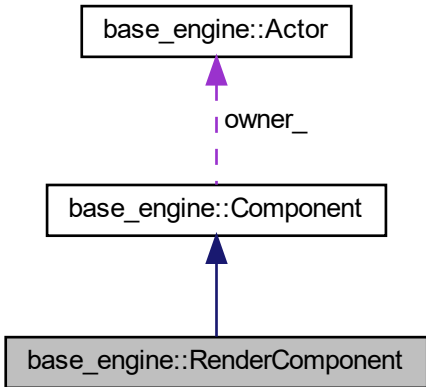 base_engine::Actor
owner_
base_engine::Component
base_engine::RenderComponent